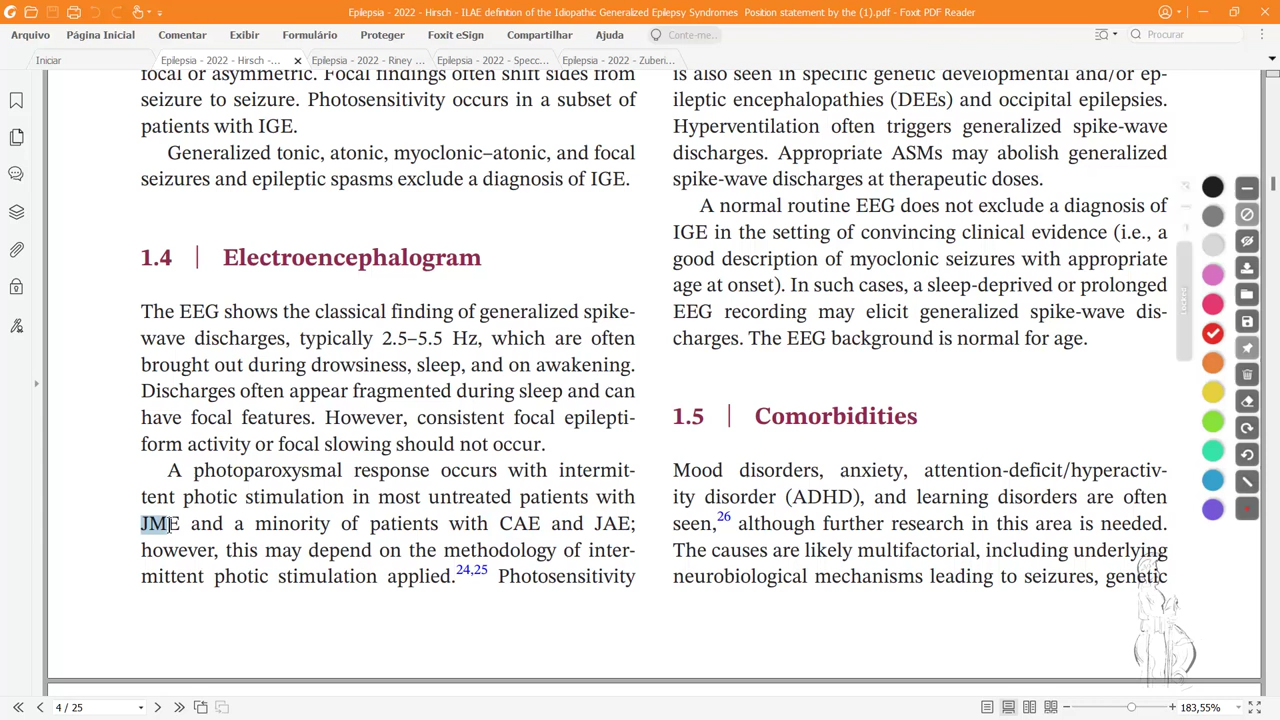 Epilepsia - 2022 - Hirsch - ILAE definition of the Idiopathic Generalized Epilepsy Syndromes Position statement by the (1).pdf - Foxit PDF Reader
Arquivo Página Inicial Comentar Exibir Formulário Proteger Foxit eSign Compartilhar Ajuda Conte-me... Procurar
Iniciar Epilepsia - 2022 - Hirsch -... Epilepsia - 2022 - Riney ... Epilepsia - 2022 - Specc... Epilepsia - 2022 - Zuberi...
focal or asymmetric. Focal findings often shift sides from
seizure to seizure. Photosensitivity occurs in a subset of
patients with IGE.
Generalized tonic, atonic, myoclonic–atonic, and focal
seizures and epileptic spasms exclude a diagnosis of IGE.
1.4 | Electroencephalogram
The EEG shows the classical finding of generalized spike-
wave discharges, typically 2.5–5.5 Hz, which are often
brought out during drowsiness, sleep, and on awakening.
Discharges often appear fragmented during sleep and can
have focal features. However, consistent focal epilepti-
form activity or focal slowing should not occur.
A photoparoxysmal response occurs with intermit-
tent photic stimulation in most untreated patients with
JME and a minority of patients with CAE and JAE;
however, this may depend on the methodology of inter-
mittent photic stimulation applied.24,25 Photosensitivity
is also seen in specific genetic developmental and/or ep-
ileptic encephalopathies (DEEs) and occipital epilepsies.
Hyperventilation often triggers generalized spike-wave
discharges. Appropriate ASMs may abolish generalized
spike-wave discharges at therapeutic doses.
A normal routine EEG does not exclude a diagnosis of
IGE in the setting of convincing clinical evidence (i.e., a
good description of myoclonic seizures with appropriate
age at onset). In such cases, a sleep-deprived or prolonged
EEG recording may elicit generalized spike-wave dis-
charges. The EEG background is normal for age.
1.5 | Comorbidities
Mood disorders, anxiety, attention-deficit/hyperactiv-
ity disorder (ADHD), and learning disorders are often
seen,26 although further research in this area is needed.
The causes are likely multifactorial, including underlying
neurobiological mechanisms leading to seizures, genetic
4 / 25 183,55%